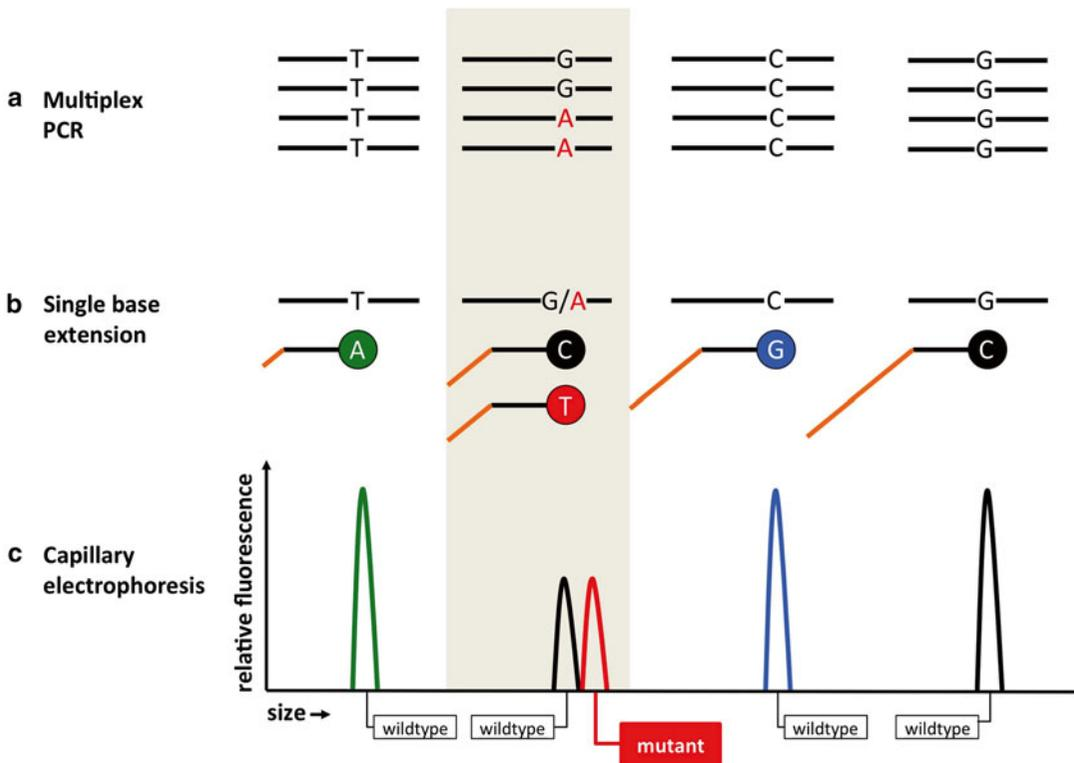 T G C G
a Multiplex PCR
T G C G
T A C G
T A C G
b Single base extension
T G/A C G
A C G C
T
relative fluorescence
c Capillary electrophoresis
size →
wildtype wildtype wildtype wildtype
mutant